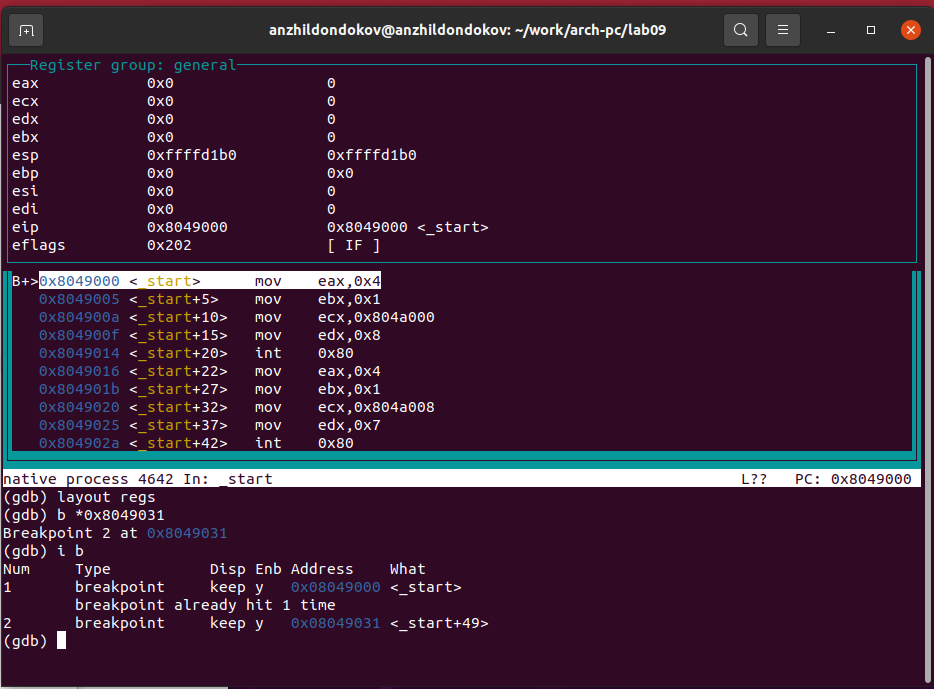 anzhildondokov@anzhildondokov: ~/work/arch-pc/lab09
Register group: general
eax 0x0 0
ecx 0x0 0
edx 0x0 0
ebx 0x0 0
esp 0xffffd1b0 0xffffd1b0
ebp 0x0 0x0
esi 0x0 0
edi 0x0 0
eip 0x8049000 0x8049000 <_start>
eflags 0x202 [ IF ]
B+>0x8049000 <_start> mov eax,0x4
0x8049005 <_start+5> mov ebx,0x1
0x804900a <_start+10> mov ecx,0x804a000
0x804900f <_start+15> mov edx,0x8
0x8049014 <_start+20> int 0x80
0x8049016 <_start+22> mov eax,0x4
0x804901b <_start+27> mov ebx,0x1
0x8049020 <_start+32> mov ecx,0x804a008
0x8049025 <_start+37> mov edx,0x7
0x804902a <_start+42> int 0x80
native process 4642 In: _start L?? PC: 0x8049000
(gdb) layout regs
(gdb) b *0x8049031
Breakpoint 2 at 0x8049031
(gdb) i b
Num Type Disp Enb Address What
1 breakpoint keep y 0x08049000 <_start>
breakpoint already hit 1 time
2 breakpoint keep y 0x08049031 <_start+49>
(gdb)